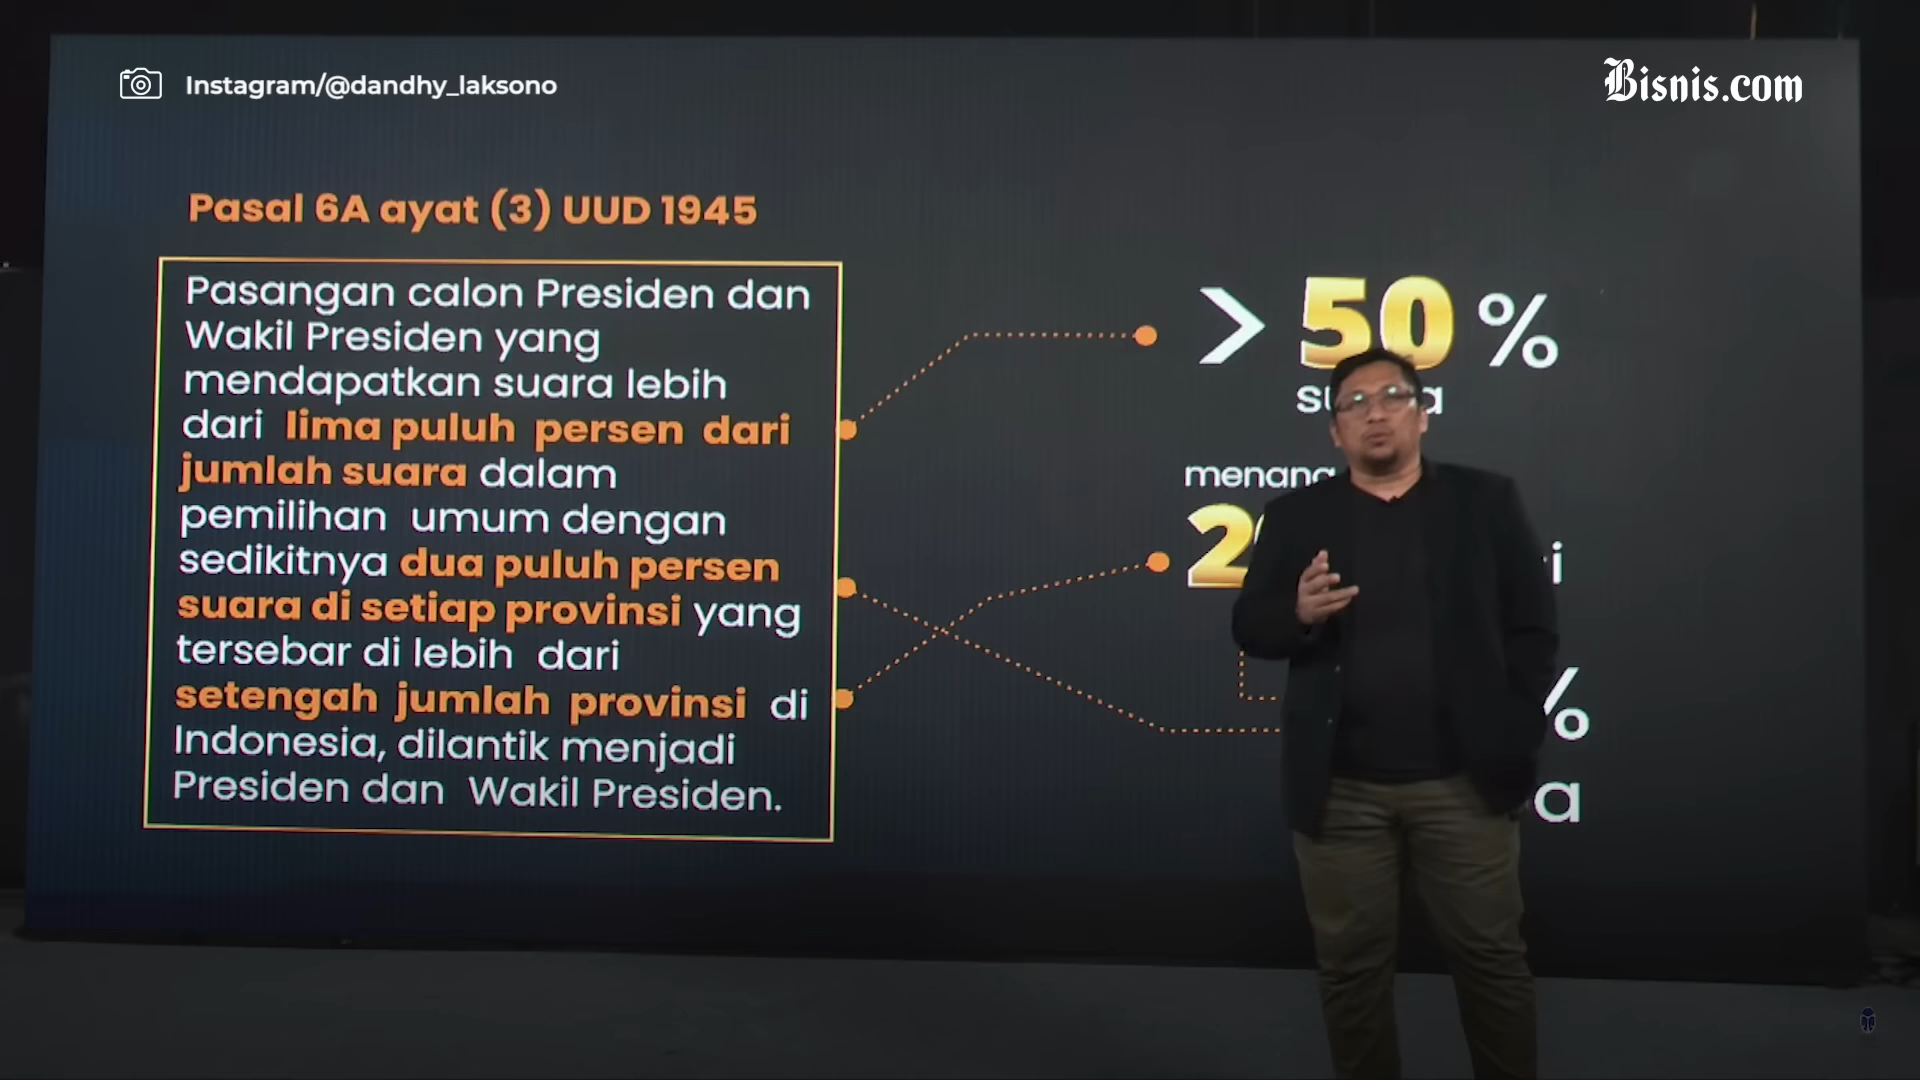 Instagram/@dandhy_laksono
Bisnis.com
Pasal 6A ayat (3) UUD 1945
Pasangan calon Presiden dan
Wakil Presiden yang
mendapatkan suara lebih
dari lima puluh persen dari
jumlah suara dalam
pemilihan umum dengan
sedikitnya dua puluh persen
suara di setiap provinsi yang
tersebar di lebih dari
setengah jumlah provinsi di
Indonesia, dilantik menjadi
Presiden dan Wakil Presiden.
> 50 %
menang
%